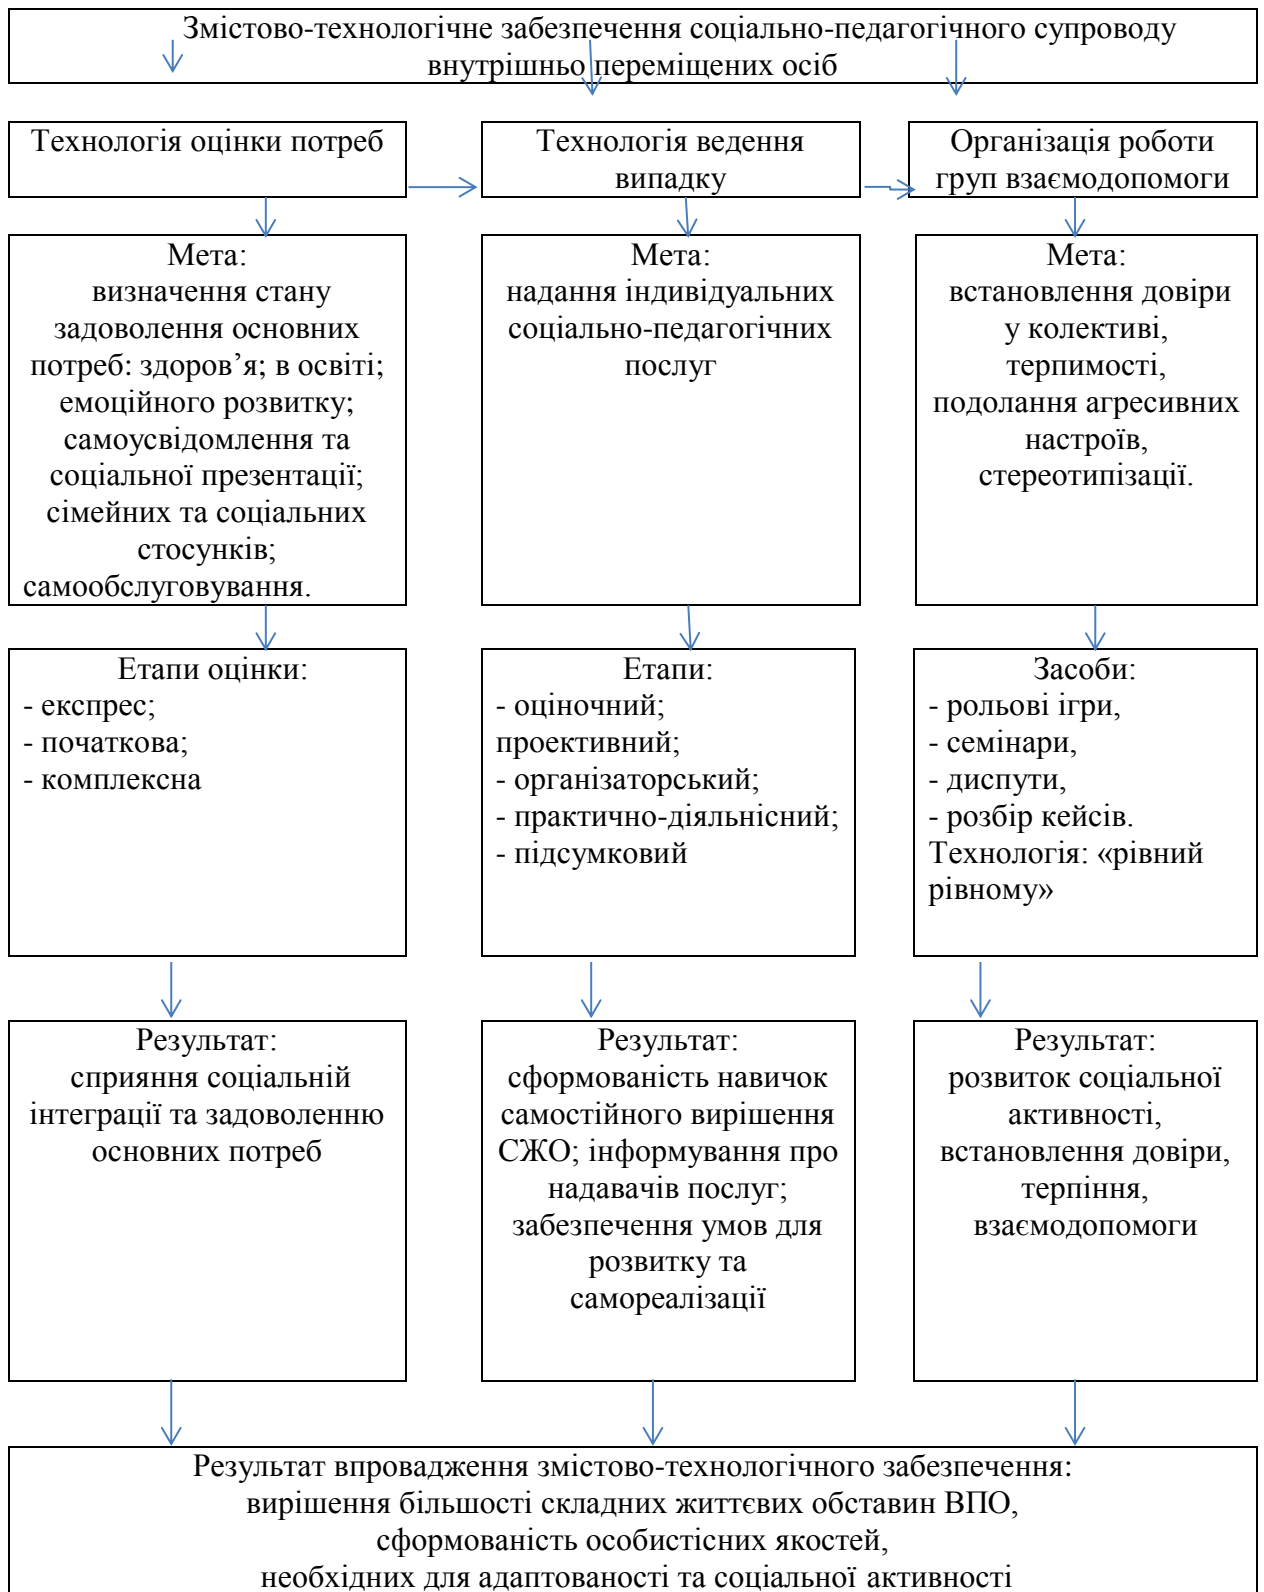 Змістово-технологічне забезпечення соціально-педагогічного супроводу
внутрішньо переміщених осіб
Технологія оцінки потреб
Технологія ведення
випадку
Організація роботи
груп взаємодопомоги
Мета:
визначення стану
задоволення основних
потреб: здоров’я; в освіті;
емоційного розвитку;
самоусвідомлення та
соціальної презентації;
сімейних та соціальних
стосунків;
самообслуговування.
Мета:
надання індивідуальних
соціально-педагогічних
послуг
Мета:
встановлення довіри
у колективі,
терпимості,
подолання агресивних
настроїв,
стереотипізації.
Етапи оцінки:
- експрес;
- початкова;
- комплексна
Етапи:
- оціночний;
проективний;
- організаторський;
- практично-діяльнісний;
- підсумковий
Засоби:
- рольові ігри,
- семінари,
- диспути,
- розбір кейсів.
Технологія: «рівний
рівному»
Результат:
сприяння соціальній
інтеграції та задоволенню
основних потреб
Результат:
сформованість навичок
самостійного вирішення
СЖО; інформування про
надавачів послуг;
забезпечення умов для
розвитку та
самореалізації
Результат:
розвиток соціальної
активності,
встановлення довіри,
терпіння,
взаємодопомоги
Результат впровадження змістово-технологічного забезпечення:
вирішення більшості складних життєвих обставин ВПО,
сформованість особистісних якостей,
необхідних для адаптованості та соціальної активності